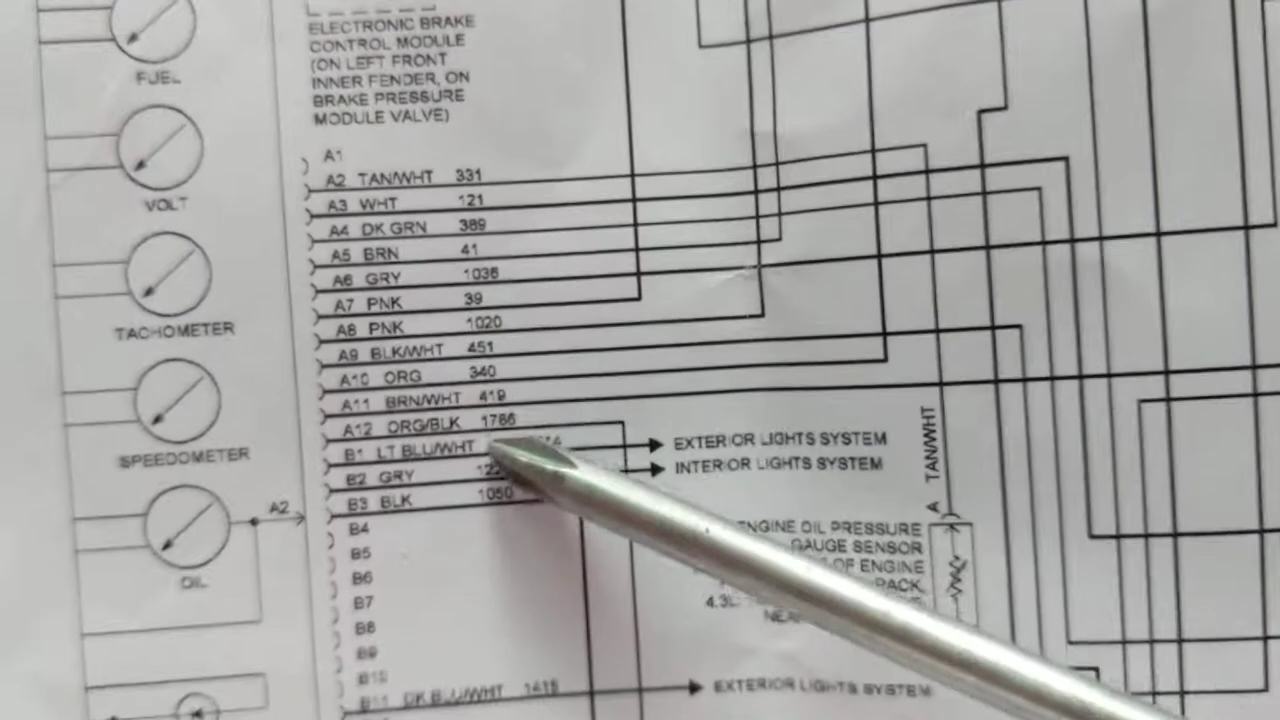 ELECTRONIC BRAKE
CONTROL MODULE
(ON LEFT FRONT
INNER FENDER, ON
BRAKE PRESSURE
MODULE VALVE)
FUEL
VOLT
TACHOMETER
SPEEDOMETER
OIL
A2
A1
A2 TAN/WHT 331
A3 WHT 121
A4 DK GRN 389
A5 BRN 41
A6 GRY 1036
A7 PNK 39
A8 PNK 1020
A9 BLK/WHT 451
A10 ORG 340
A11 BRN/WHT 419
A12 ORG/BLK 1786
B1 LT BLU/WHT
B2 GRY
B3 BLK 1050
B4
B5
B6
B7
B8
B9
B10
B11 DK BLU/WHT 1415
EXTERIOR LIGHTS SYSTEM
INTERIOR LIGHTS SYSTEM
EXTERIOR LIGHTS SYSTEM
TAN/WHT
A
ENGINE OIL PRESSURE
GAUGE SENSOR
OF ENGINE
4.3L